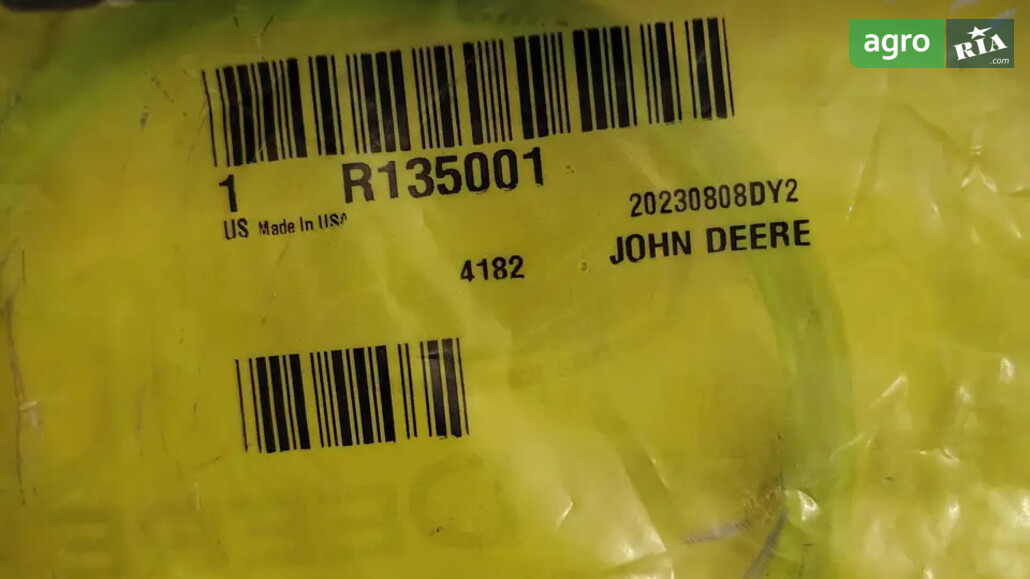 agro RIA .com
1 R135001
US Made In USA
20230808DY2
4182 JOHN DEERE